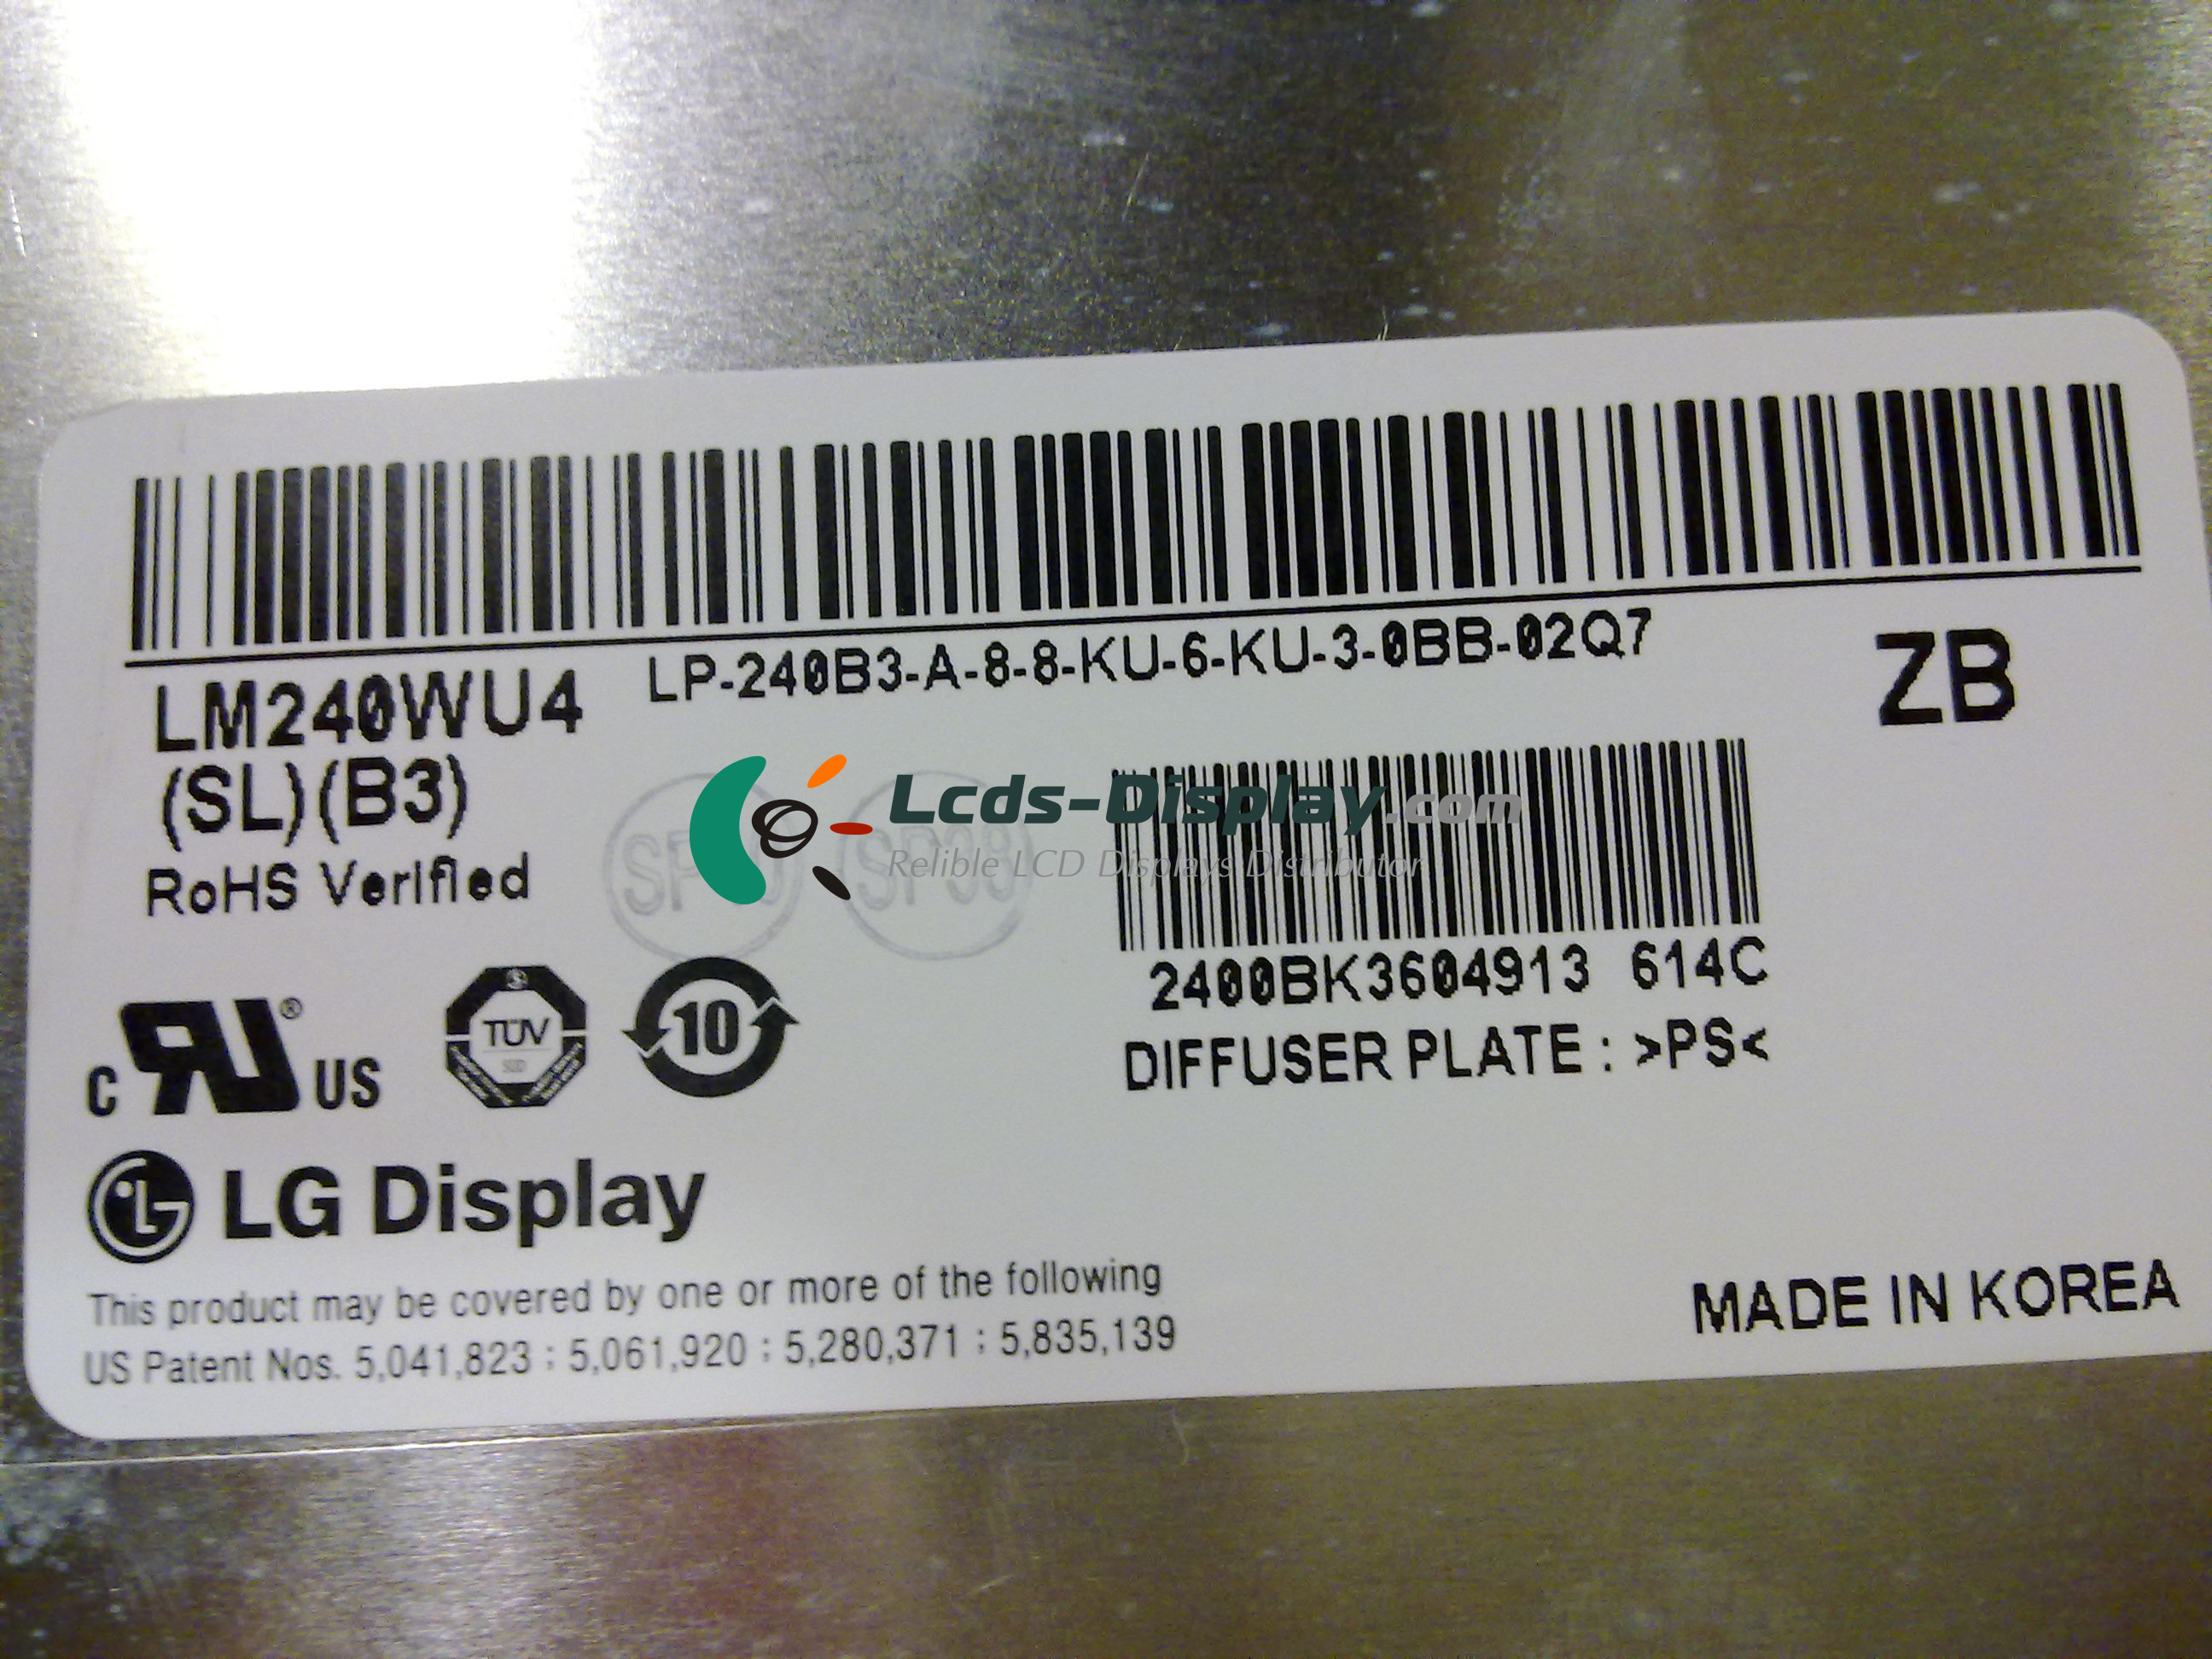 LP-240B3-A-8-8-KU-6-KU-3-0BB-02Q7
ZB
LM240WU4
(SL)(B3)
RoHS Verified
SP38
Lcds-Display.com
Relible LCD Displays Distributor
2400BK3604913 614C
DIFFUSER PLATE : >PS<
C
US
®
TÜV
10
LG Display
This product may be covered by one or more of the following
US Patent Nos. 5,041,823 ; 5,061,920 ; 5,280,371 ; 5,835,139
MADE IN KOREA